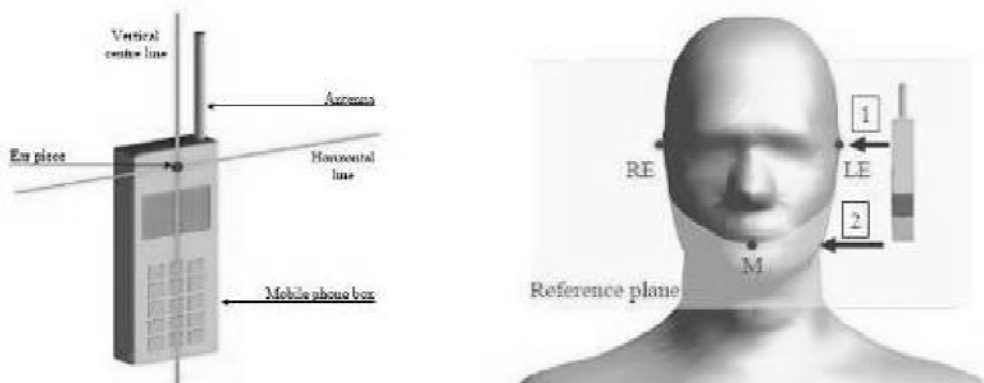 Vertical
centre line
Antenna
Ear piece
Horizontal
line
Mobile phone box
1
RE
LE
2
M
Reference plane